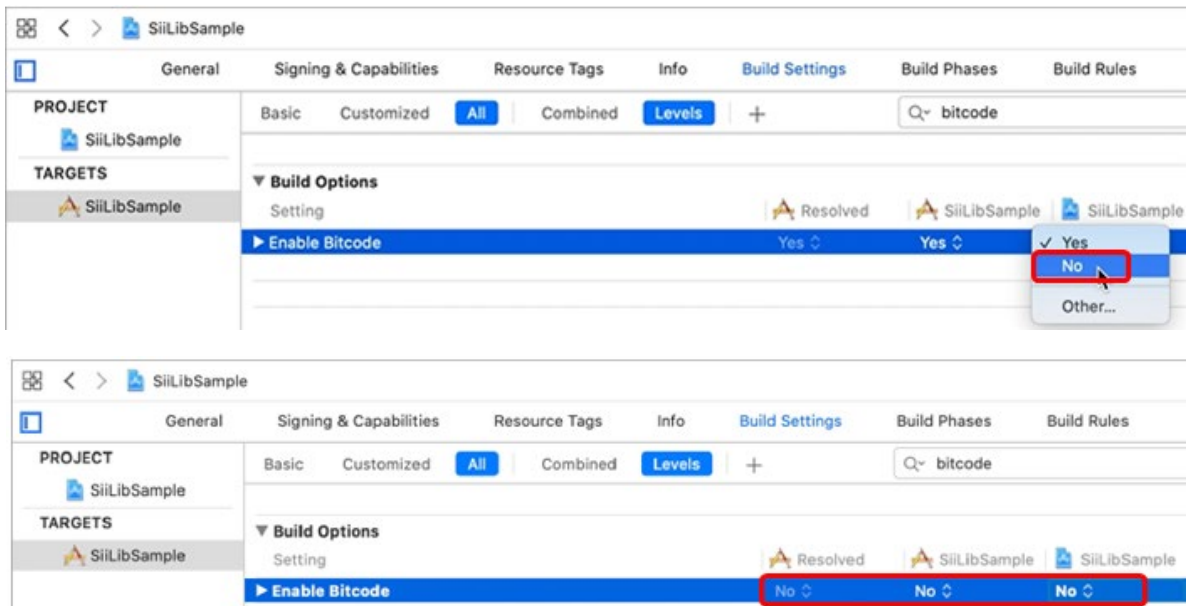 SiiLibSample
General Signing & Capabilities Resource Tags Info Build Settings Build Phases Build Rules
PROJECT
Basic Customized All Combined Levels + bitcode
SiiLibSample
TARGETS
Build Options
SiiLibSample
Setting Resolved SiiLibSample SiiLibSample
Enable Bitcode Yes Yes ✓ Yes
No
Other...
SiiLibSample
General Signing & Capabilities Resource Tags Info Build Settings Build Phases Build Rules
PROJECT
Basic Customized All Combined Levels + bitcode
SiiLibSample
TARGETS
Build Options
SiiLibSample
Setting Resolved SiiLibSample SiiLibSample
Enable Bitcode No No No